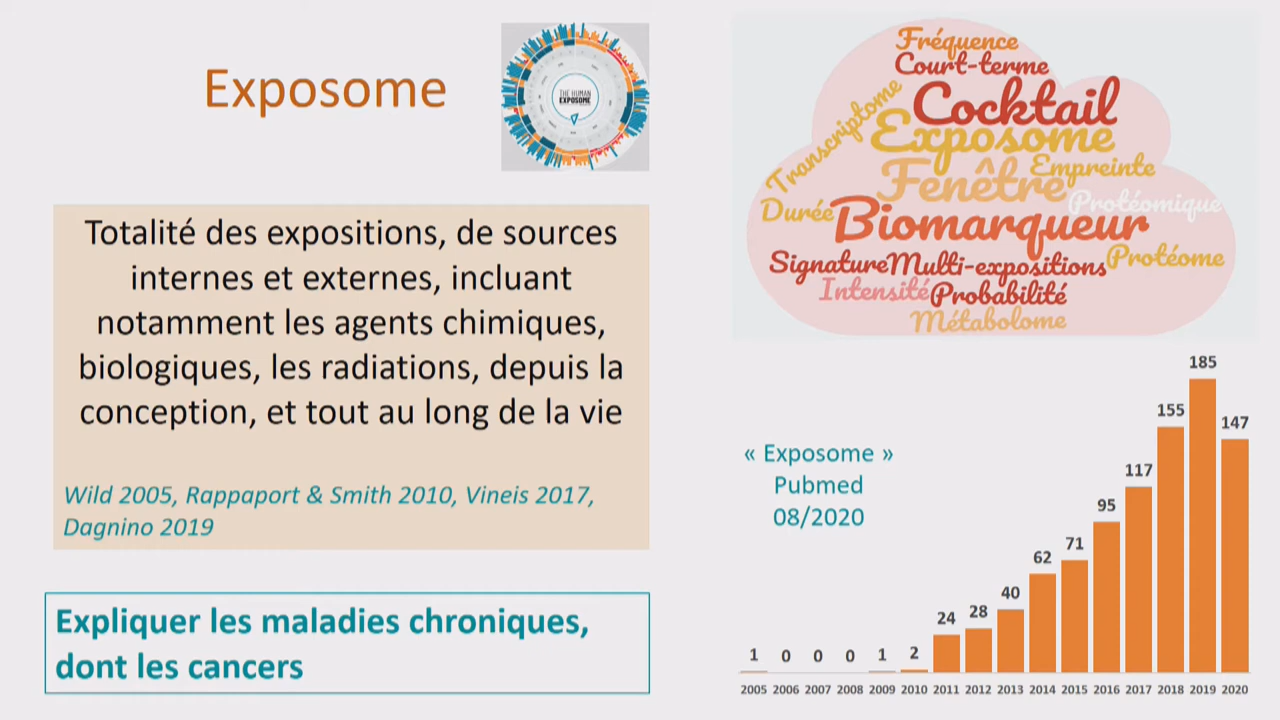 Exposome
THE HUMAN
EXPOSOME
Totalité des expositions, de sources
internes et externes, incluant
notamment les agents chimiques,
biologiques, les radiations, depuis la
conception, et tout au long de la vie
Wild 2005, Rappaport & Smith 2010, Vineis 2017,
Dagnino 2019
Expliquer les maladies chroniques,
dont les cancers
Fréquence
Court-terme
Transcriptome
Cocktail
Exposome
Fenêtre
Empreinte
Durée
Protéomique
Biomarqueur
Signature
Multi-expositions
Protéome
Intensité
Probabilité
Métabolome
« Exposome »
Pubmed
08/2020
1 0 0 0 1 2 24 28 40 62 71 95 117 155 185 147
2005 2006 2007 2008 2009 2010 2011 2012 2013 2014 2015 2016 2017 2018 2019 2020